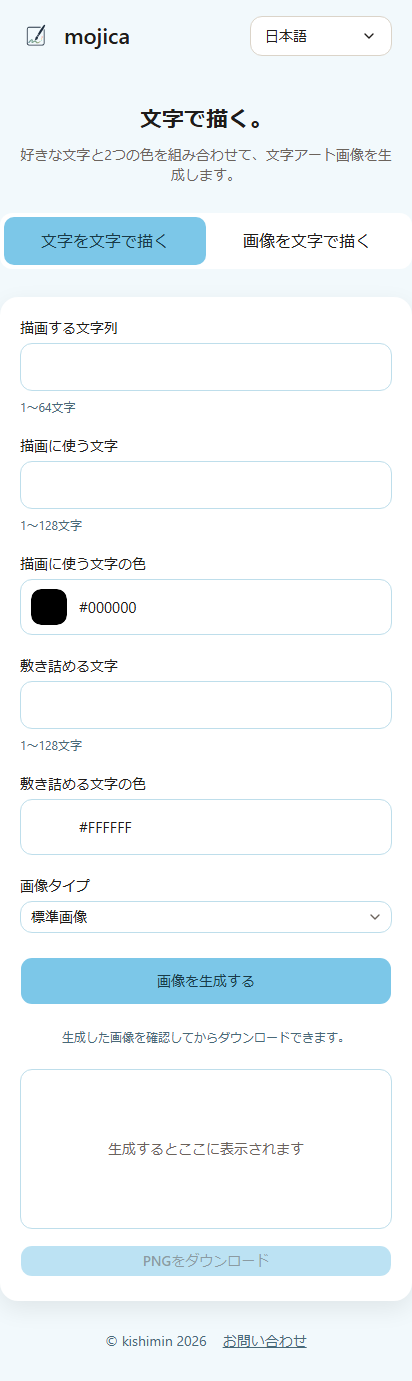 mojica
日本語
文字で描く。
好きな文字と2つの色を組み合わせて、文字アート画像を生
成します。
文字を文字で描く
画像を文字で描く
描画する文字列
1〜64文字
描画に使う文字
1〜128文字
描画に使う文字の色
#000000
敷き詰める文字
1〜128文字
敷き詰める文字の色
#FFFFFF
画像タイプ
標準画像
画像を生成する
生成した画像を確認してからダウンロードできます。
生成するとここに表示されます
PNGをダウンロード
© kishimin 2026 お問い合わせ